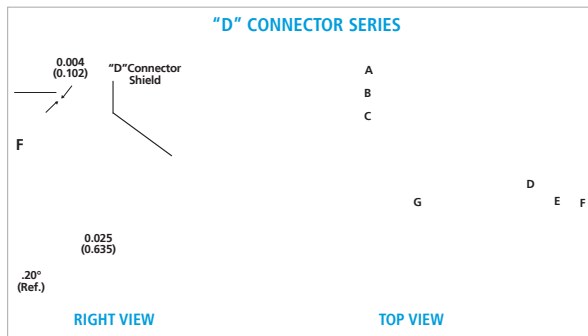 “D” CONNECTOR SERIES
0.004
(0.102)
“D”Connector
Shield
A
B
C
F
D
E
F
G
0.025
(0.635)
.20°
(Ref.)
RIGHT VIEW
TOP VIEW